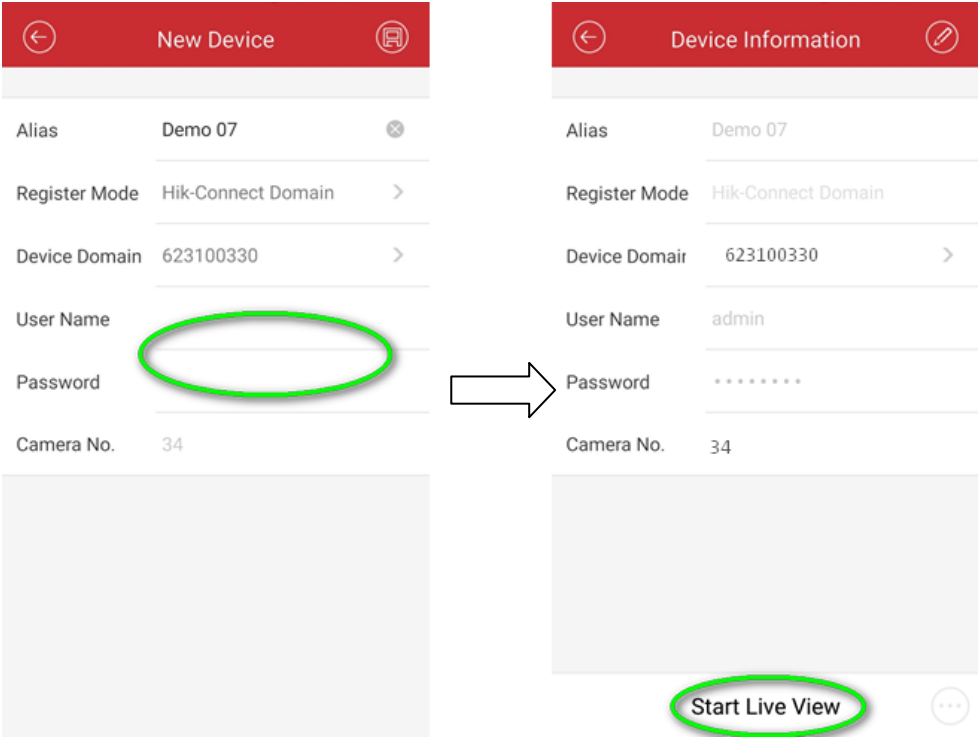 New Device
Alias Demo 07
Register Mode Hik-Connect Domain
Device Domain 623100330
User Name
Password
Camera No. 34
Device Information
Alias Demo 07
Register Mode Hik-Connect Domain
Device Domair 623100330
User Name admin
Password ········
Camera No. 34
Start Live View